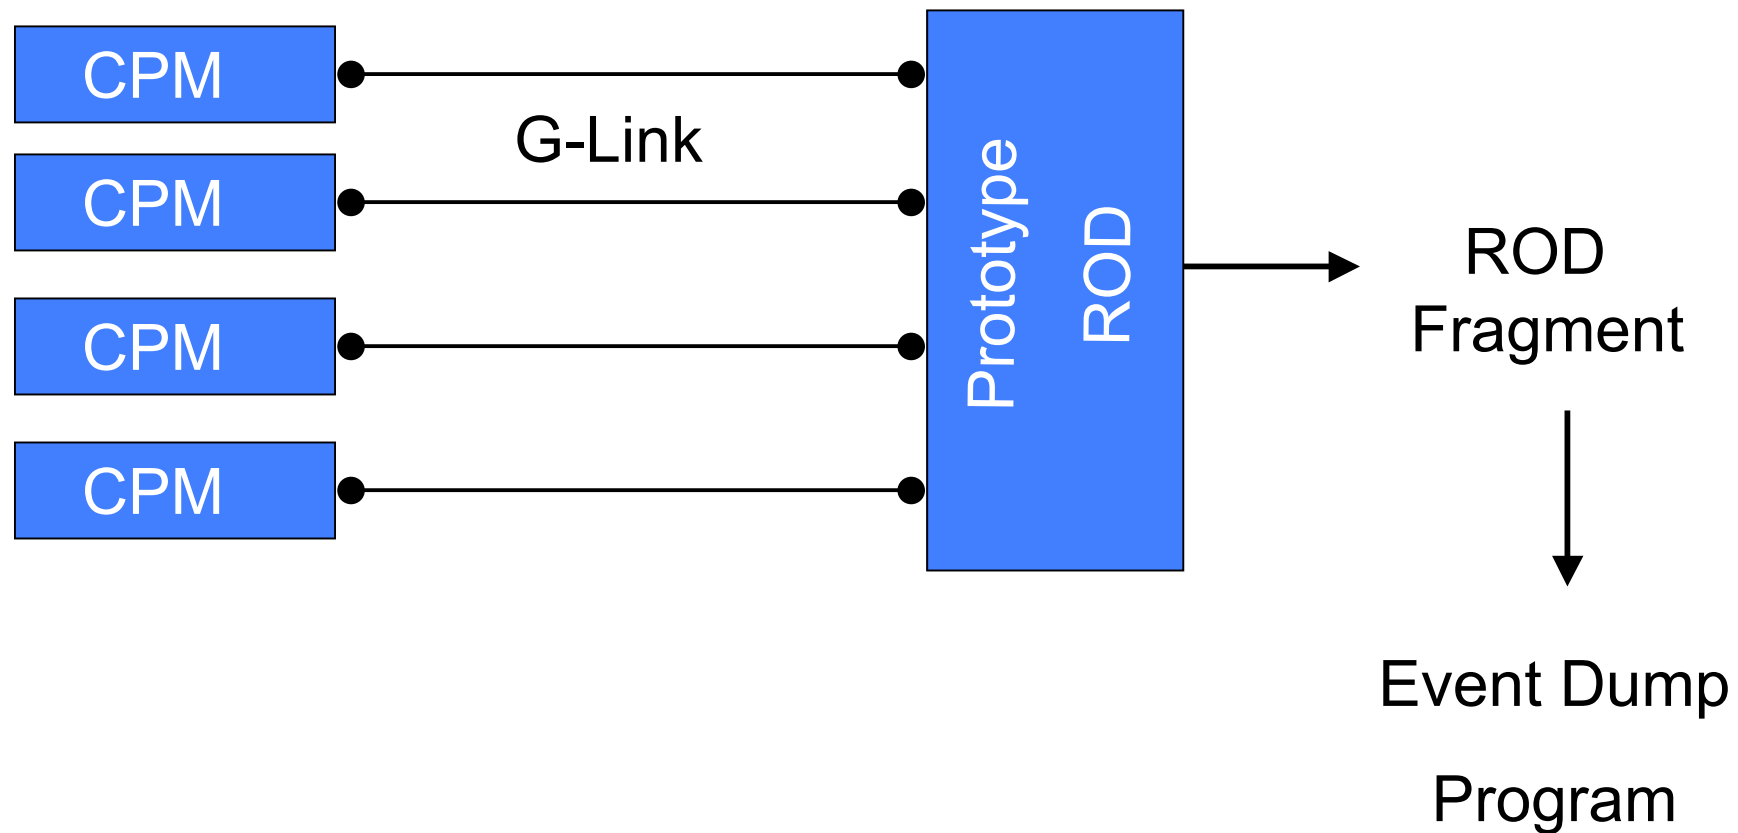 CPM
G-Link
CPM
CPM
CPM
Prototype
ROD
ROD
Fragment
Event Dump
Program